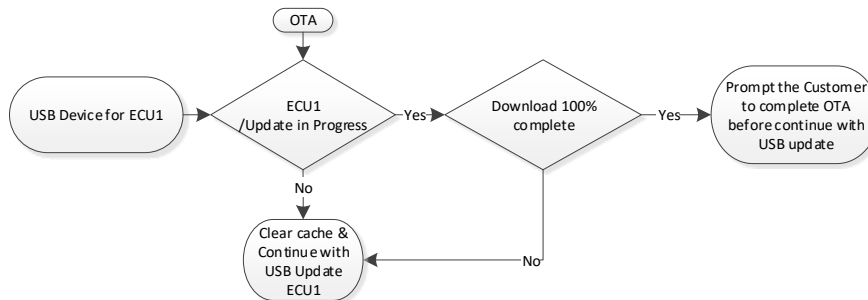 OTA
USB Device for ECU1
ECU1
/Update in Progress
Yes
Download 100%
complete
Yes
Prompt the Customer
to complete OTA
before continue with
USB update
No
Clear cache &
Continue with
USB Update
ECU1
No